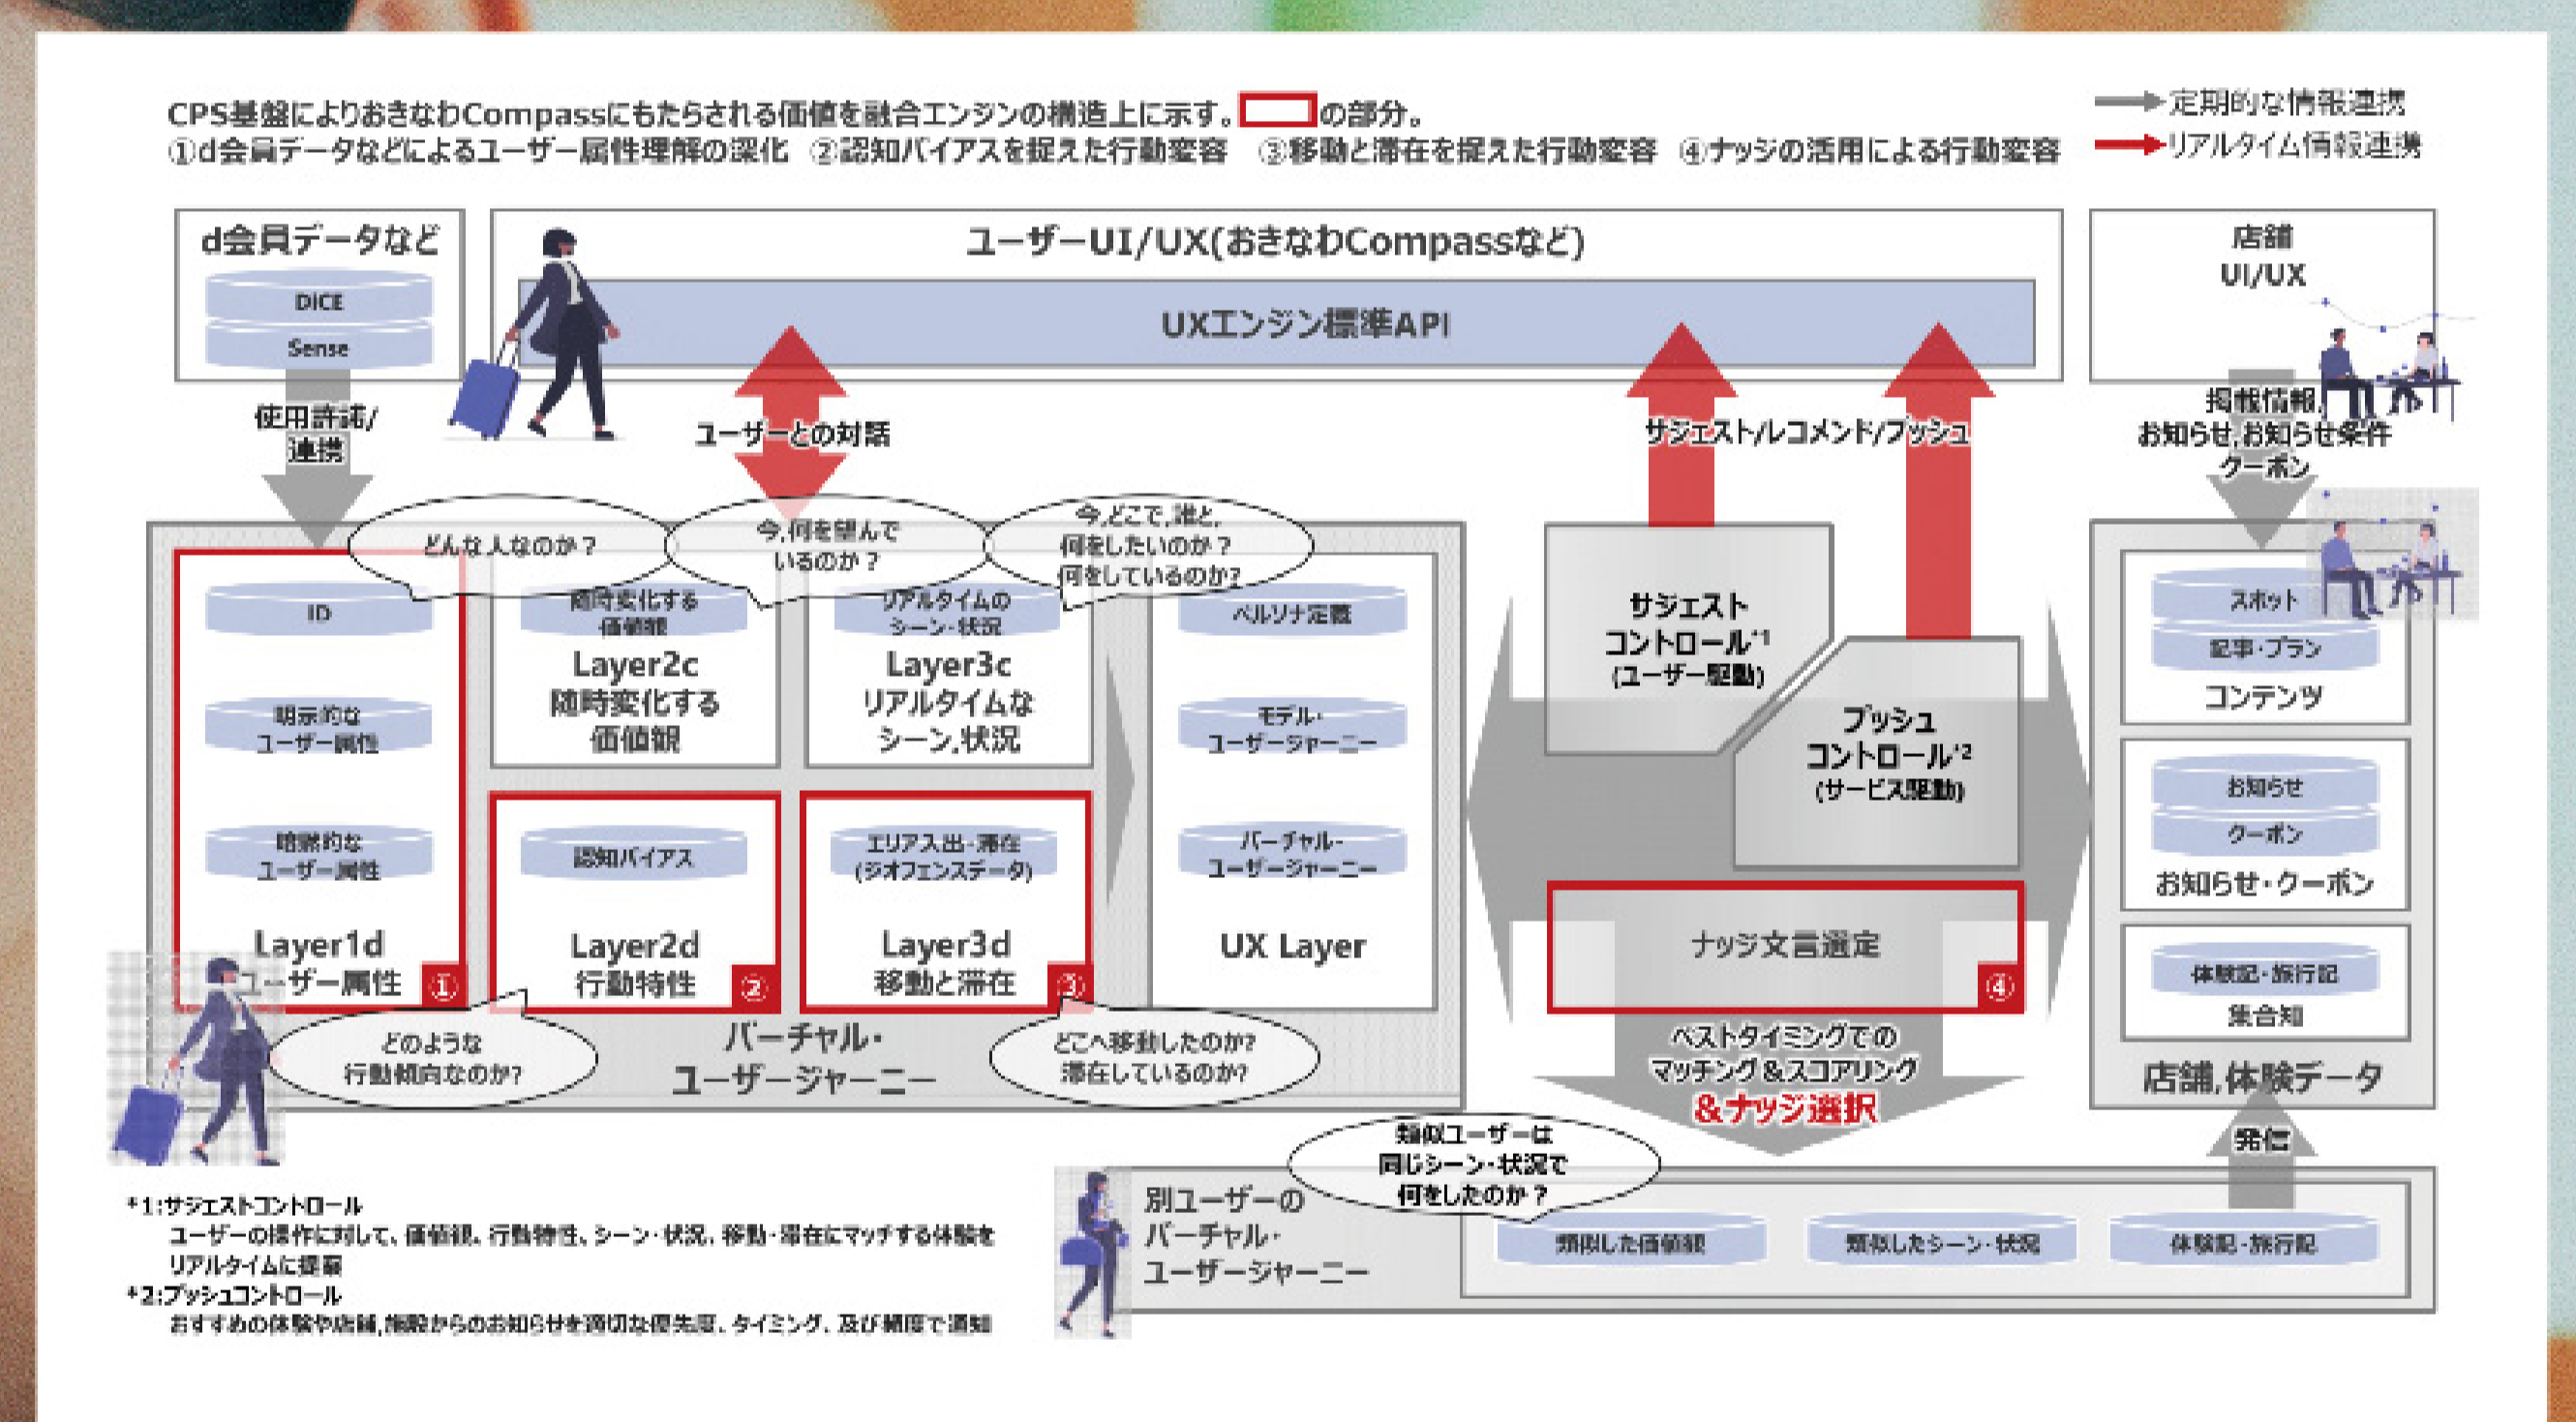 CPS基盤によりおきなわCompassにもたらされる価値を融合エンジンの構造上に示す。 の部分。
①d会員データなどによるユーザー属性理解の深化 ②認知バイアスを捉えた行動変容 ③移動と滞在を捉えた行動変容 ④ナッジの活用による行動変容
定期的な情報連携
リアルタイム情報連携
d会員データなど
DICE
Sense
ユーザーUI/UX(おきなわCompassなど)
UXエンジン標準API
店舗
UI/UX
使用許諾/
連携
ユーザーとの対話
サジェスト/レコメンド/プッシュ
掲載情報,
お知らせ,お知らせ条件
クーポン
どんな人なのか？
今,何を望んで
いるのか？
今,どこで,誰と,
何をしたいのか？
何をしているのか?
ID
明示的な
ユーザー属性
暗黙的な
ユーザー属性
Layer1d
ユーザー属性
①
随時変化する
価値観
Layer2c
随時変化する
価値観
リアルタイムの
シーン・状況
Layer3c
リアルタイムな
シーン,状況
認知バイアス
Layer2d
行動特性
②
エリア入出・滞在
(ジオフェンスデータ)
Layer3d
移動と滞在
③
ペルソナ定義
モデル・
ユーザージャーニー
バーチャル・
ユーザージャーニー
UX Layer
どのような
行動傾向なのか?
バーチャル・
ユーザージャーニー
どこへ移動したのか?
滞在しているのか?
サジェスト
コントロール*1
(ユーザー駆動)
プッシュ
コントロール*2
(サービス駆動)
ナッジ文言選定
④
ベストタイミングでの
マッチング&スコアリング
&ナッジ選択
スポット
記事・プラン
コンテンツ
お知らせ
クーポン
お知らせ・クーポン
体験記・旅行記
集合知
店舗,体験データ
発信
類似ユーザーは
同じシーン・状況で
何をしたのか？
別ユーザーの
バーチャル・
ユーザージャーニー
類似した価値観
類似したシーン・状況
体験記・旅行記
*1:サジェストコントロール
ユーザーの操作に対して、価値観、行動特性、シーン・状況、移動・滞在にマッチする体験を
リアルタイムに提案
*2:プッシュコントロール
おすすめの体験や店舗,施設からのお知らせを適切な優先度、タイミング、及び頻度で通知